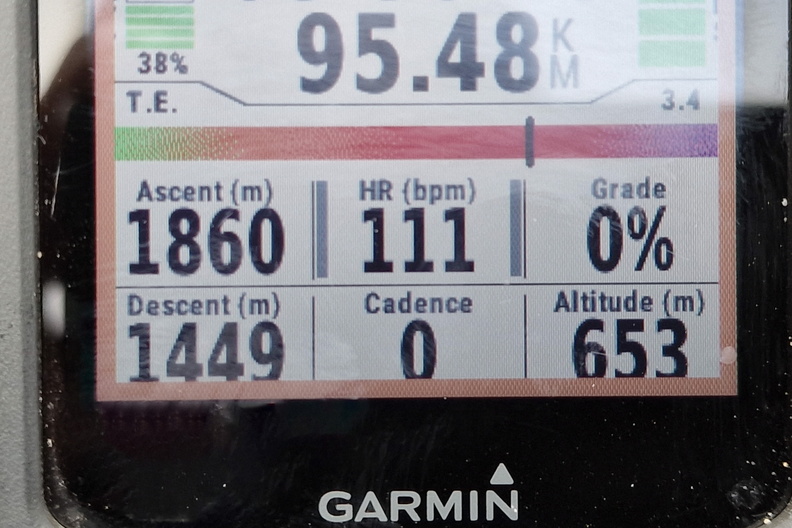 38% 95.48 KM
T.E. 3.4
Ascent (m) HR (bpm) Grade
1860 111 0%
Descent (m) Cadence Altitude (m)
1449 0 653
GARMIN